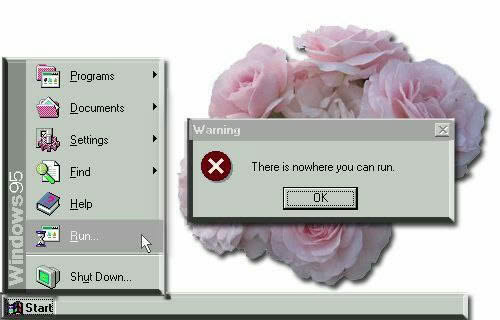 Programs
Documents
Settings
Find
Help
Run...
Shut Down...
Windows95
Start
Warning
There is nowhere you can run.
OK